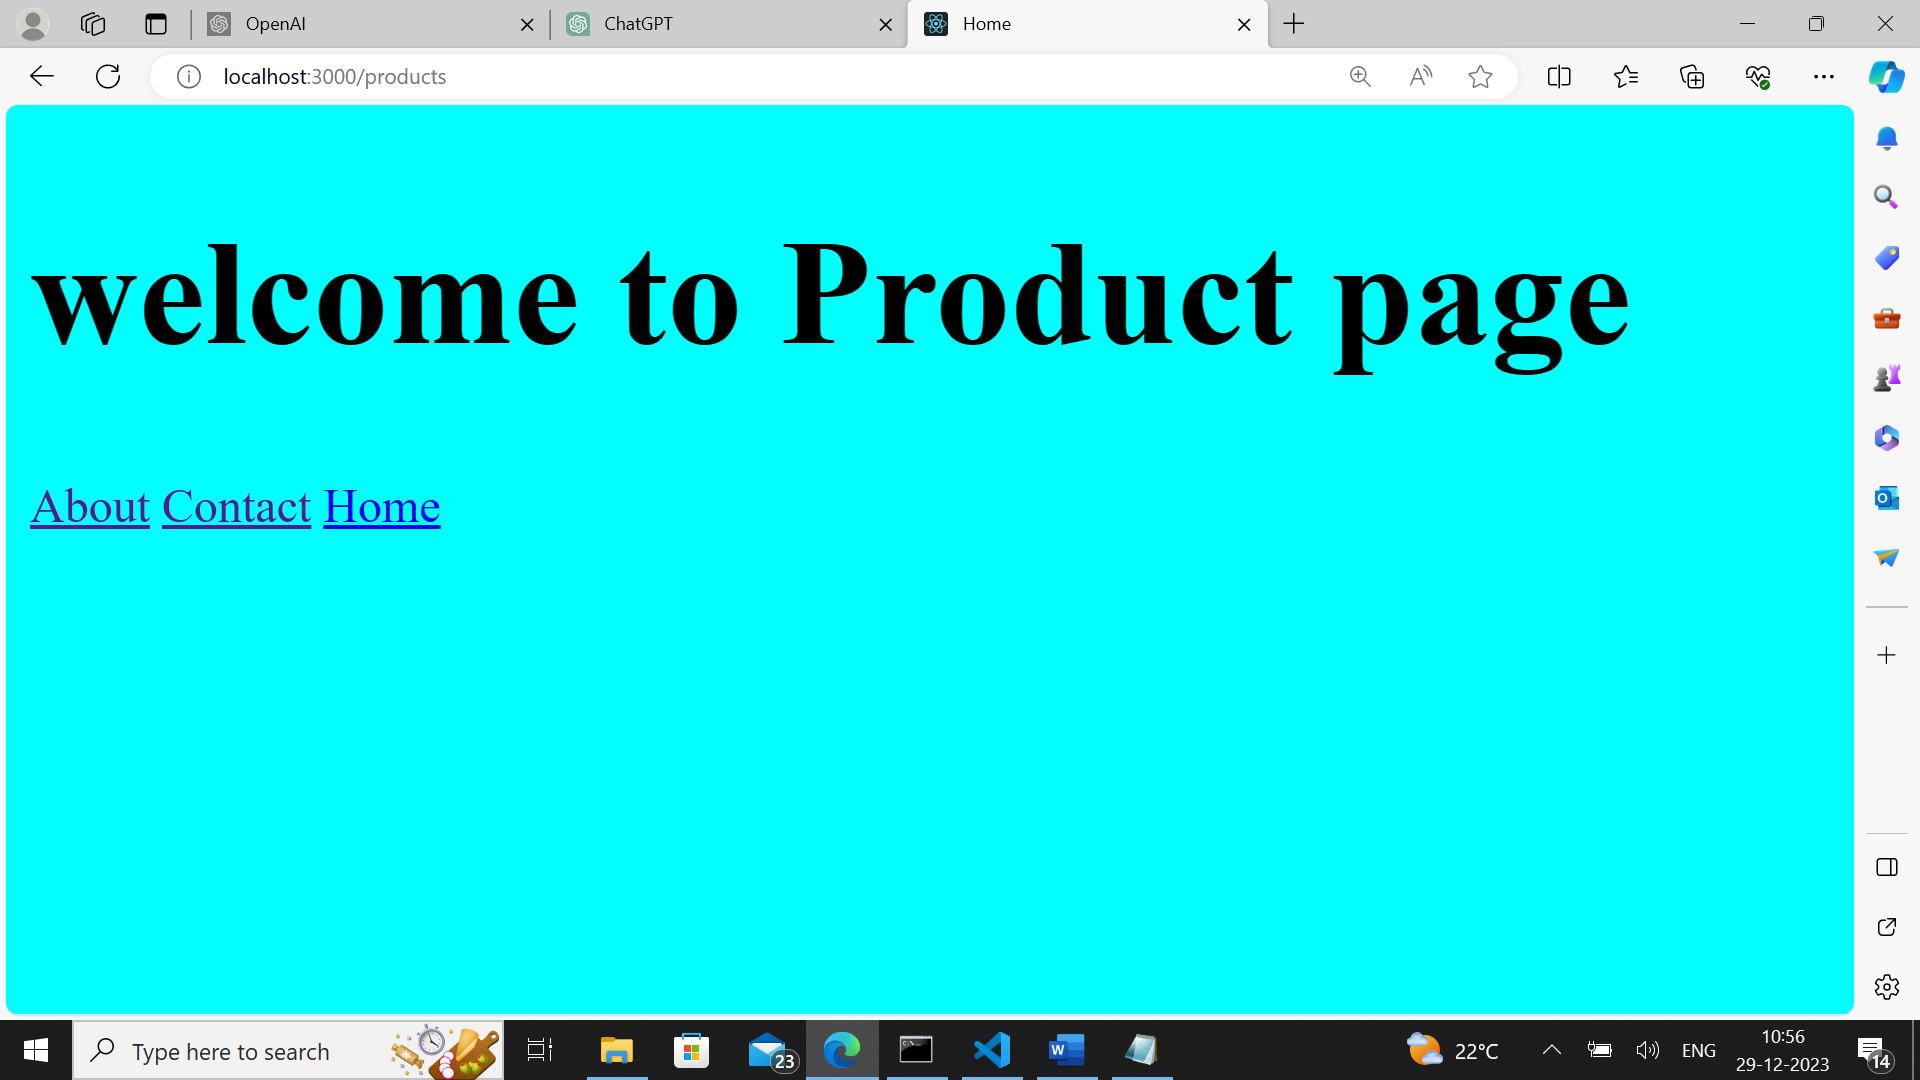 OpenAI
ChatGPT
Home
localhost:3000/products
welcome to Product page
About Contact Home
Type here to search
23
22°C
ENG
10:56
29-12-2023
14